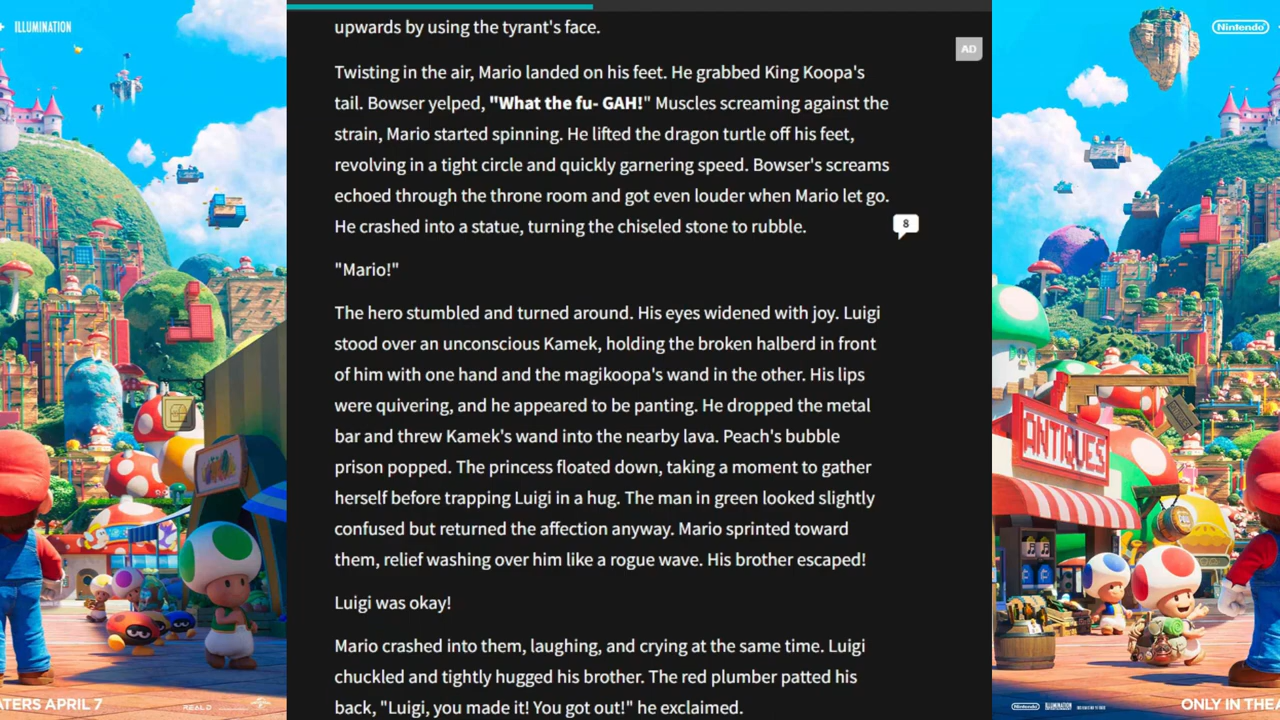 ILLUMINATION
Nintendo
AD
upwards by using the tyrant's face.
Twisting in the air, Mario landed on his feet. He grabbed King Koopa's
tail. Bowser yelped, "What the fu- GAH!" Muscles screaming against the
strain, Mario started spinning. He lifted the dragon turtle off his feet,
revolving in a tight circle and quickly garnering speed. Bowser's screams
echoed through the throne room and got even louder when Mario let go.
He crashed into a statue, turning the chiseled stone to rubble.
8
"Mario!"
The hero stumbled and turned around. His eyes widened with joy. Luigi
stood over an unconscious Kamek, holding the broken halberd in front
of him with one hand and the magikoopa's wand in the other. His lips
were quivering, and he appeared to be panting. He dropped the metal
bar and threw Kamek's wand into the nearby lava. Peach's bubble
prison popped. The princess floated down, taking a moment to gather
herself before trapping Luigi in a hug. The man in green looked slightly
confused but returned the affection anyway. Mario sprinted toward
them, relief washing over him like a rogue wave. His brother escaped!
Luigi was okay!
Mario crashed into them, laughing, and crying at the same time. Luigi
chuckled and tightly hugged his brother. The red plumber patted his
back, "Luigi, you made it! You got out!" he exclaimed.
ANTIQUES
ATERS APRIL 7
REAL D
Nintendo
ILLUMINATION
ONLY IN THEA